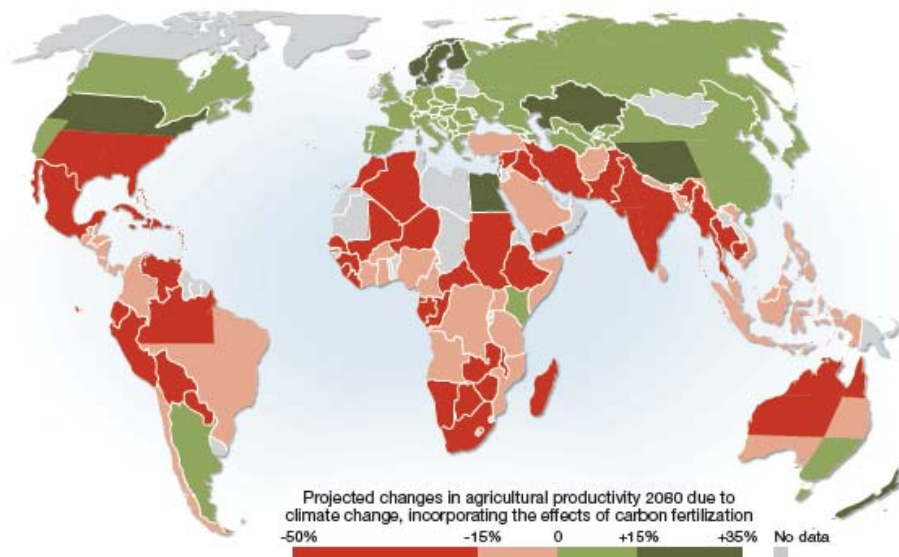 Projected changes in agricultural productivity 2080 due to
climate change, incorporating the effects of carbon fertilization
-50% -15% 0 +15% +35% No data